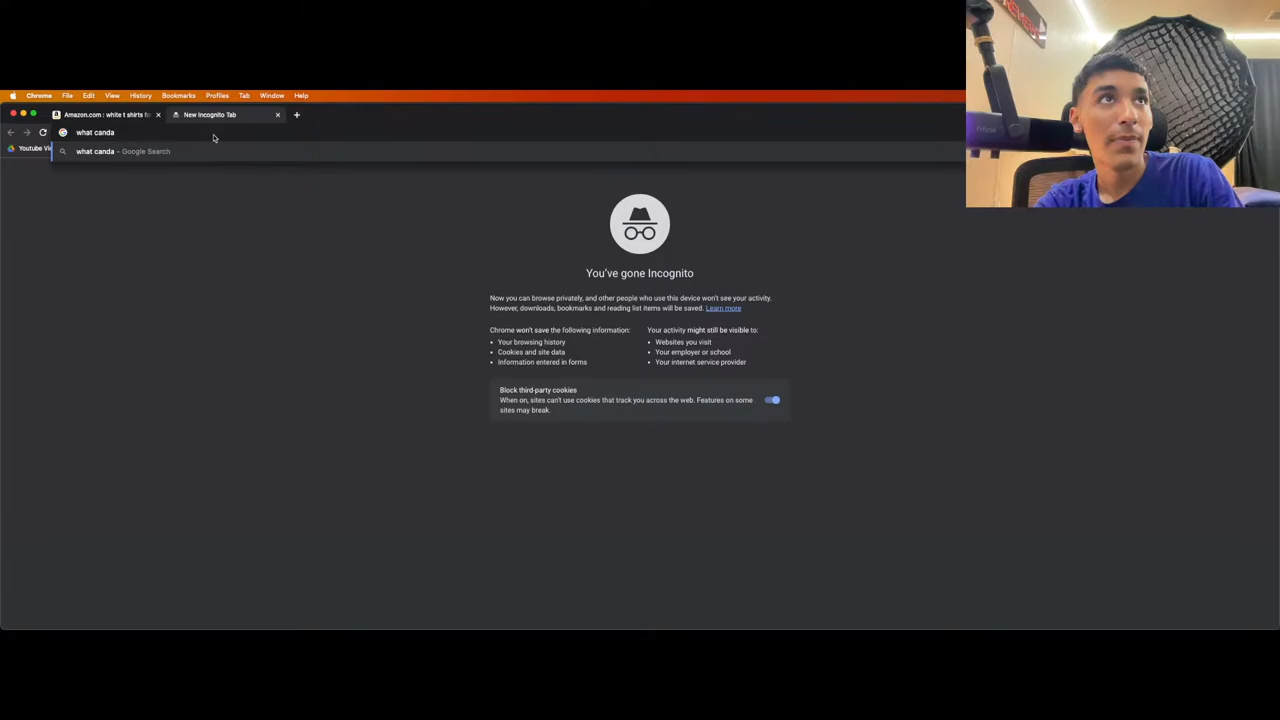 Chrome File Edit View History Bookmarks Profiles Tab Window Help
Amazon.com : white t shirts New Incognito Tab
what canda
what canda – Google Search
Youtube
You've gone Incognito
Now you can browse privately, and other people who use this device won't see your activity.
However, downloads, bookmarks and reading list items will be saved. Learn more
Chrome won't save the following information:
• Your browsing history
• Cookies and site data
• Information entered in forms
Your activity might still be visible to:
• Websites you visit
• Your employer or school
• Your internet service provider
Block third-party cookies
When on, sites can't use cookies that track you across the web. Features on some
sites may break.